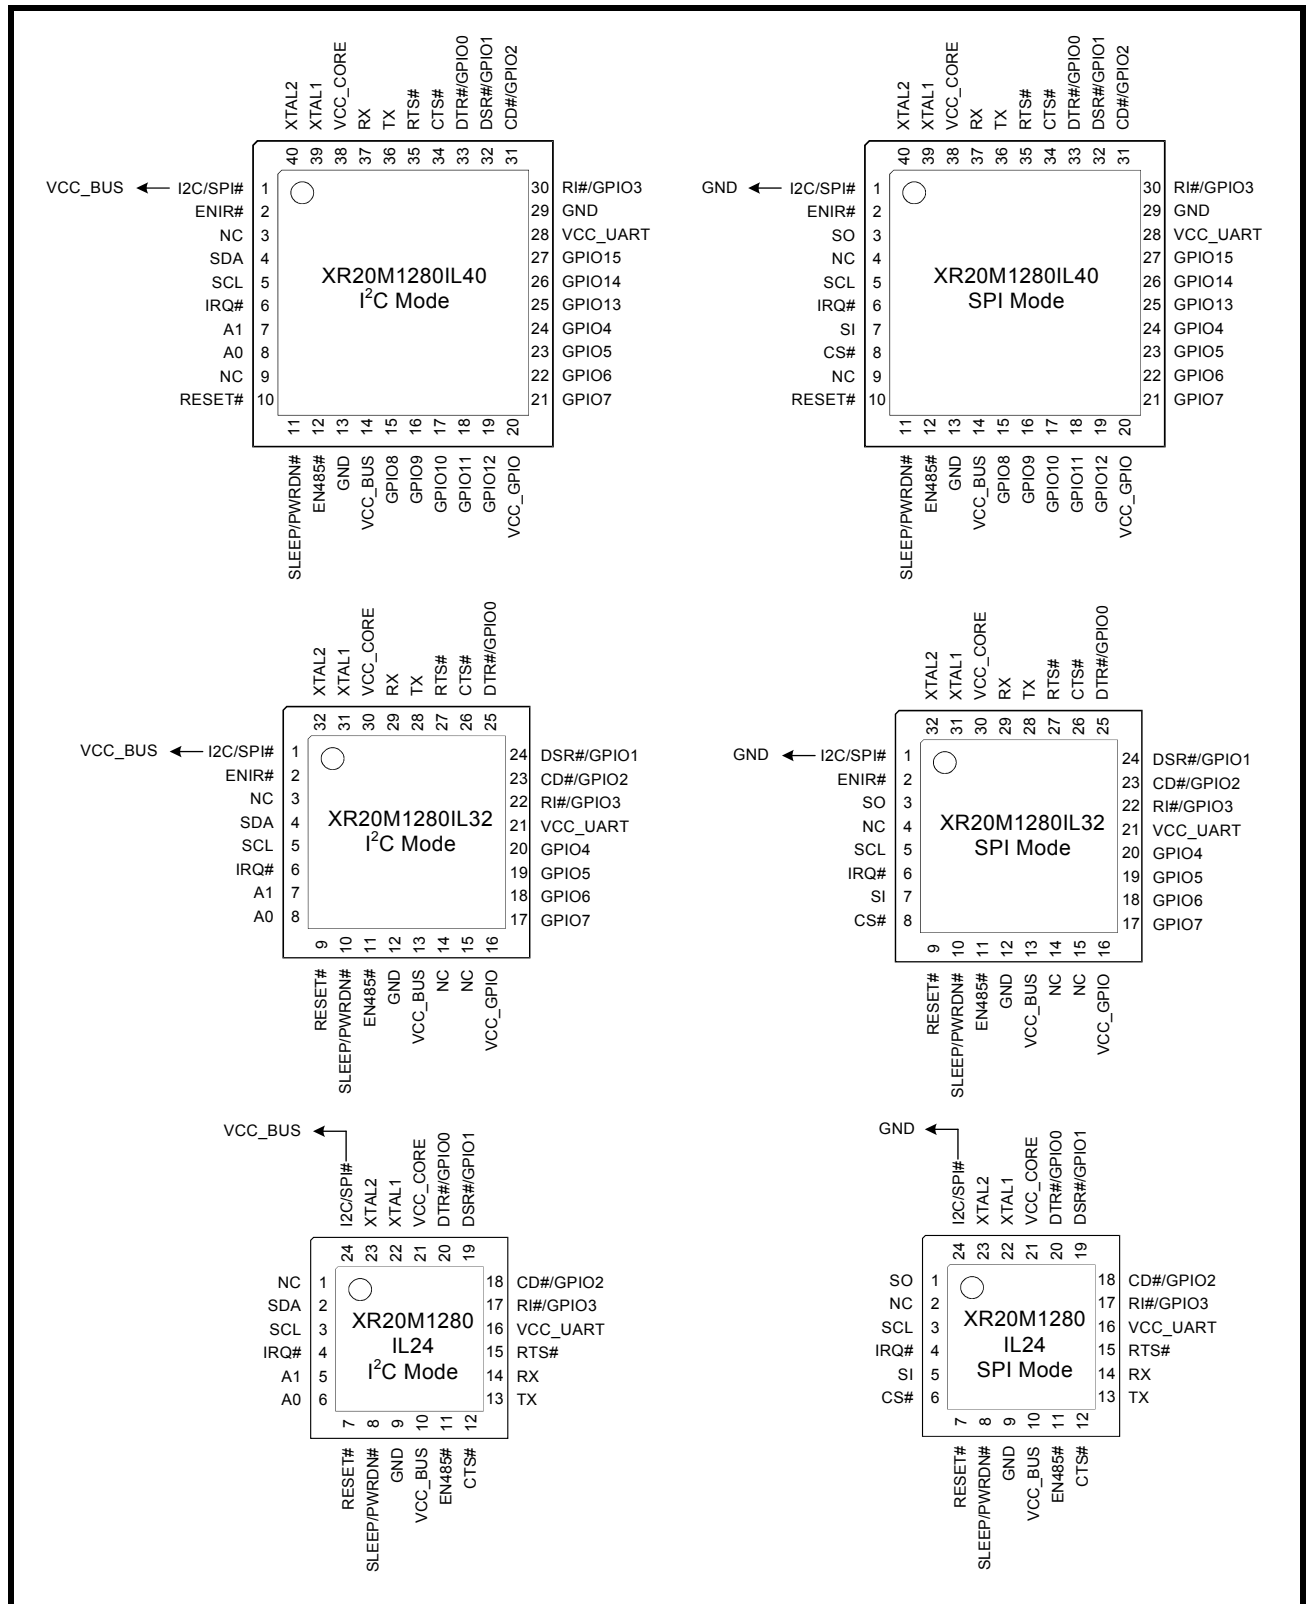 XTAL2
XTAL1
VCC_CORE
RX
TX
RTS#
CTS#
DTR#/GPIO0
DSR#/GPIO1
CD#/GPIO2
40 39 38 37 36 35 34 33 32 31
VCC_BUS I2C/SPI# 1
ENIR# 2
NC 3
SDA 4
SCL 5
IRQ# 6
A1 7
A0 8
NC 9
RESET# 10
XR20M1280IL40
I²C Mode
30 RI#/GPIO3
29 GND
28 VCC_UART
27 GPIO15
26 GPIO14
25 GPIO13
24 GPIO4
23 GPIO5
22 GPIO6
21 GPIO7
11 12 13 14 15 16 17 18 19 20
SLEEP/PWRDN#
EN485#
GND
VCC_BUS
GPIO8
GPIO9
GPIO10
GPIO11
GPIO12
VCC_GPIO
XTAL2
XTAL1
VCC_CORE
RX
TX
RTS#
CTS#
DTR#/GPIO0
DSR#/GPIO1
CD#/GPIO2
40 39 38 37 36 35 34 33 32 31
GND I2C/SPI# 1
ENIR# 2
SO 3
NC 4
SCL 5
IRQ# 6
SI 7
CS# 8
NC 9
RESET# 10
XR20M1280IL40
SPI Mode
30 RI#/GPIO3
29 GND
28 VCC_UART
27 GPIO15
26 GPIO14
25 GPIO13
24 GPIO4
23 GPIO5
22 GPIO6
21 GPIO7
11 12 13 14 15 16 17 18 19 20
SLEEP/PWRDN#
EN485#
GND
VCC_BUS
GPIO8
GPIO9
GPIO10
GPIO11
GPIO12
VCC_GPIO
XTAL2
XTAL1
VCC_CORE
RX
TX
RTS#
CTS#
DTR#/GPIO0
32 31 30 29 28 27 26 25
VCC_BUS I2C/SPI# 1
ENIR# 2
NC 3
SDA 4
SCL 5
IRQ# 6
A1 7
A0 8
XR20M1280IL32
I²C Mode
24 DSR#/GPIO1
23 CD#/GPIO2
22 RI#/GPIO3
21 VCC_UART
20 GPIO4
19 GPIO5
18 GPIO6
17 GPIO7
9 10 11 12 13 14 15 16
RESET#
SLEEP/PWRDN#
EN485#
GND
VCC_BUS
NC
NC
VCC_GPIO
XTAL2
XTAL1
VCC_CORE
RX
TX
RTS#
CTS#
DTR#/GPIO0
32 31 30 29 28 27 26 25
GND I2C/SPI# 1
ENIR# 2
SO 3
NC 4
SCL 5
IRQ# 6
SI 7
CS# 8
XR20M1280IL32
SPI Mode
24 DSR#/GPIO1
23 CD#/GPIO2
22 RI#/GPIO3
21 VCC_UART
20 GPIO4
19 GPIO5
18 GPIO6
17 GPIO7
9 10 11 12 13 14 15 16
RESET#
SLEEP/PWRDN#
EN485#
GND
VCC_BUS
NC
NC
VCC_GPIO
VCC_BUS
I2C/SPI#
XTAL2
XTAL1
VCC_CORE
DTR#/GPIO0
DSR#/GPIO1
24 23 22 21 20 19
NC 1
SDA 2
SCL 3
IRQ# 4
A1 5
A0 6
XR20M1280
IL24
I²C Mode
18 CD#/GPIO2
17 RI#/GPIO3
16 VCC_UART
15 RTS#
14 RX
13 TX
7 8 9 10 11 12
RESET#
SLEEP/PWRDN#
GND
VCC_BUS
EN485#
CTS#
GND
I2C/SPI#
XTAL2
XTAL1
VCC_CORE
DTR#/GPIO0
DSR#/GPIO1
24 23 22 21 20 19
SO 1
NC 2
SCL 3
IRQ# 4
SI 5
CS# 6
XR20M1280
IL24
SPI Mode
18 CD#/GPIO2
17 RI#/GPIO3
16 VCC_UART
15 RTS#
14 RX
13 TX
7 8 9 10 11 12
RESET#
SLEEP/PWRDN#
GND
VCC_BUS
EN485#
CTS#